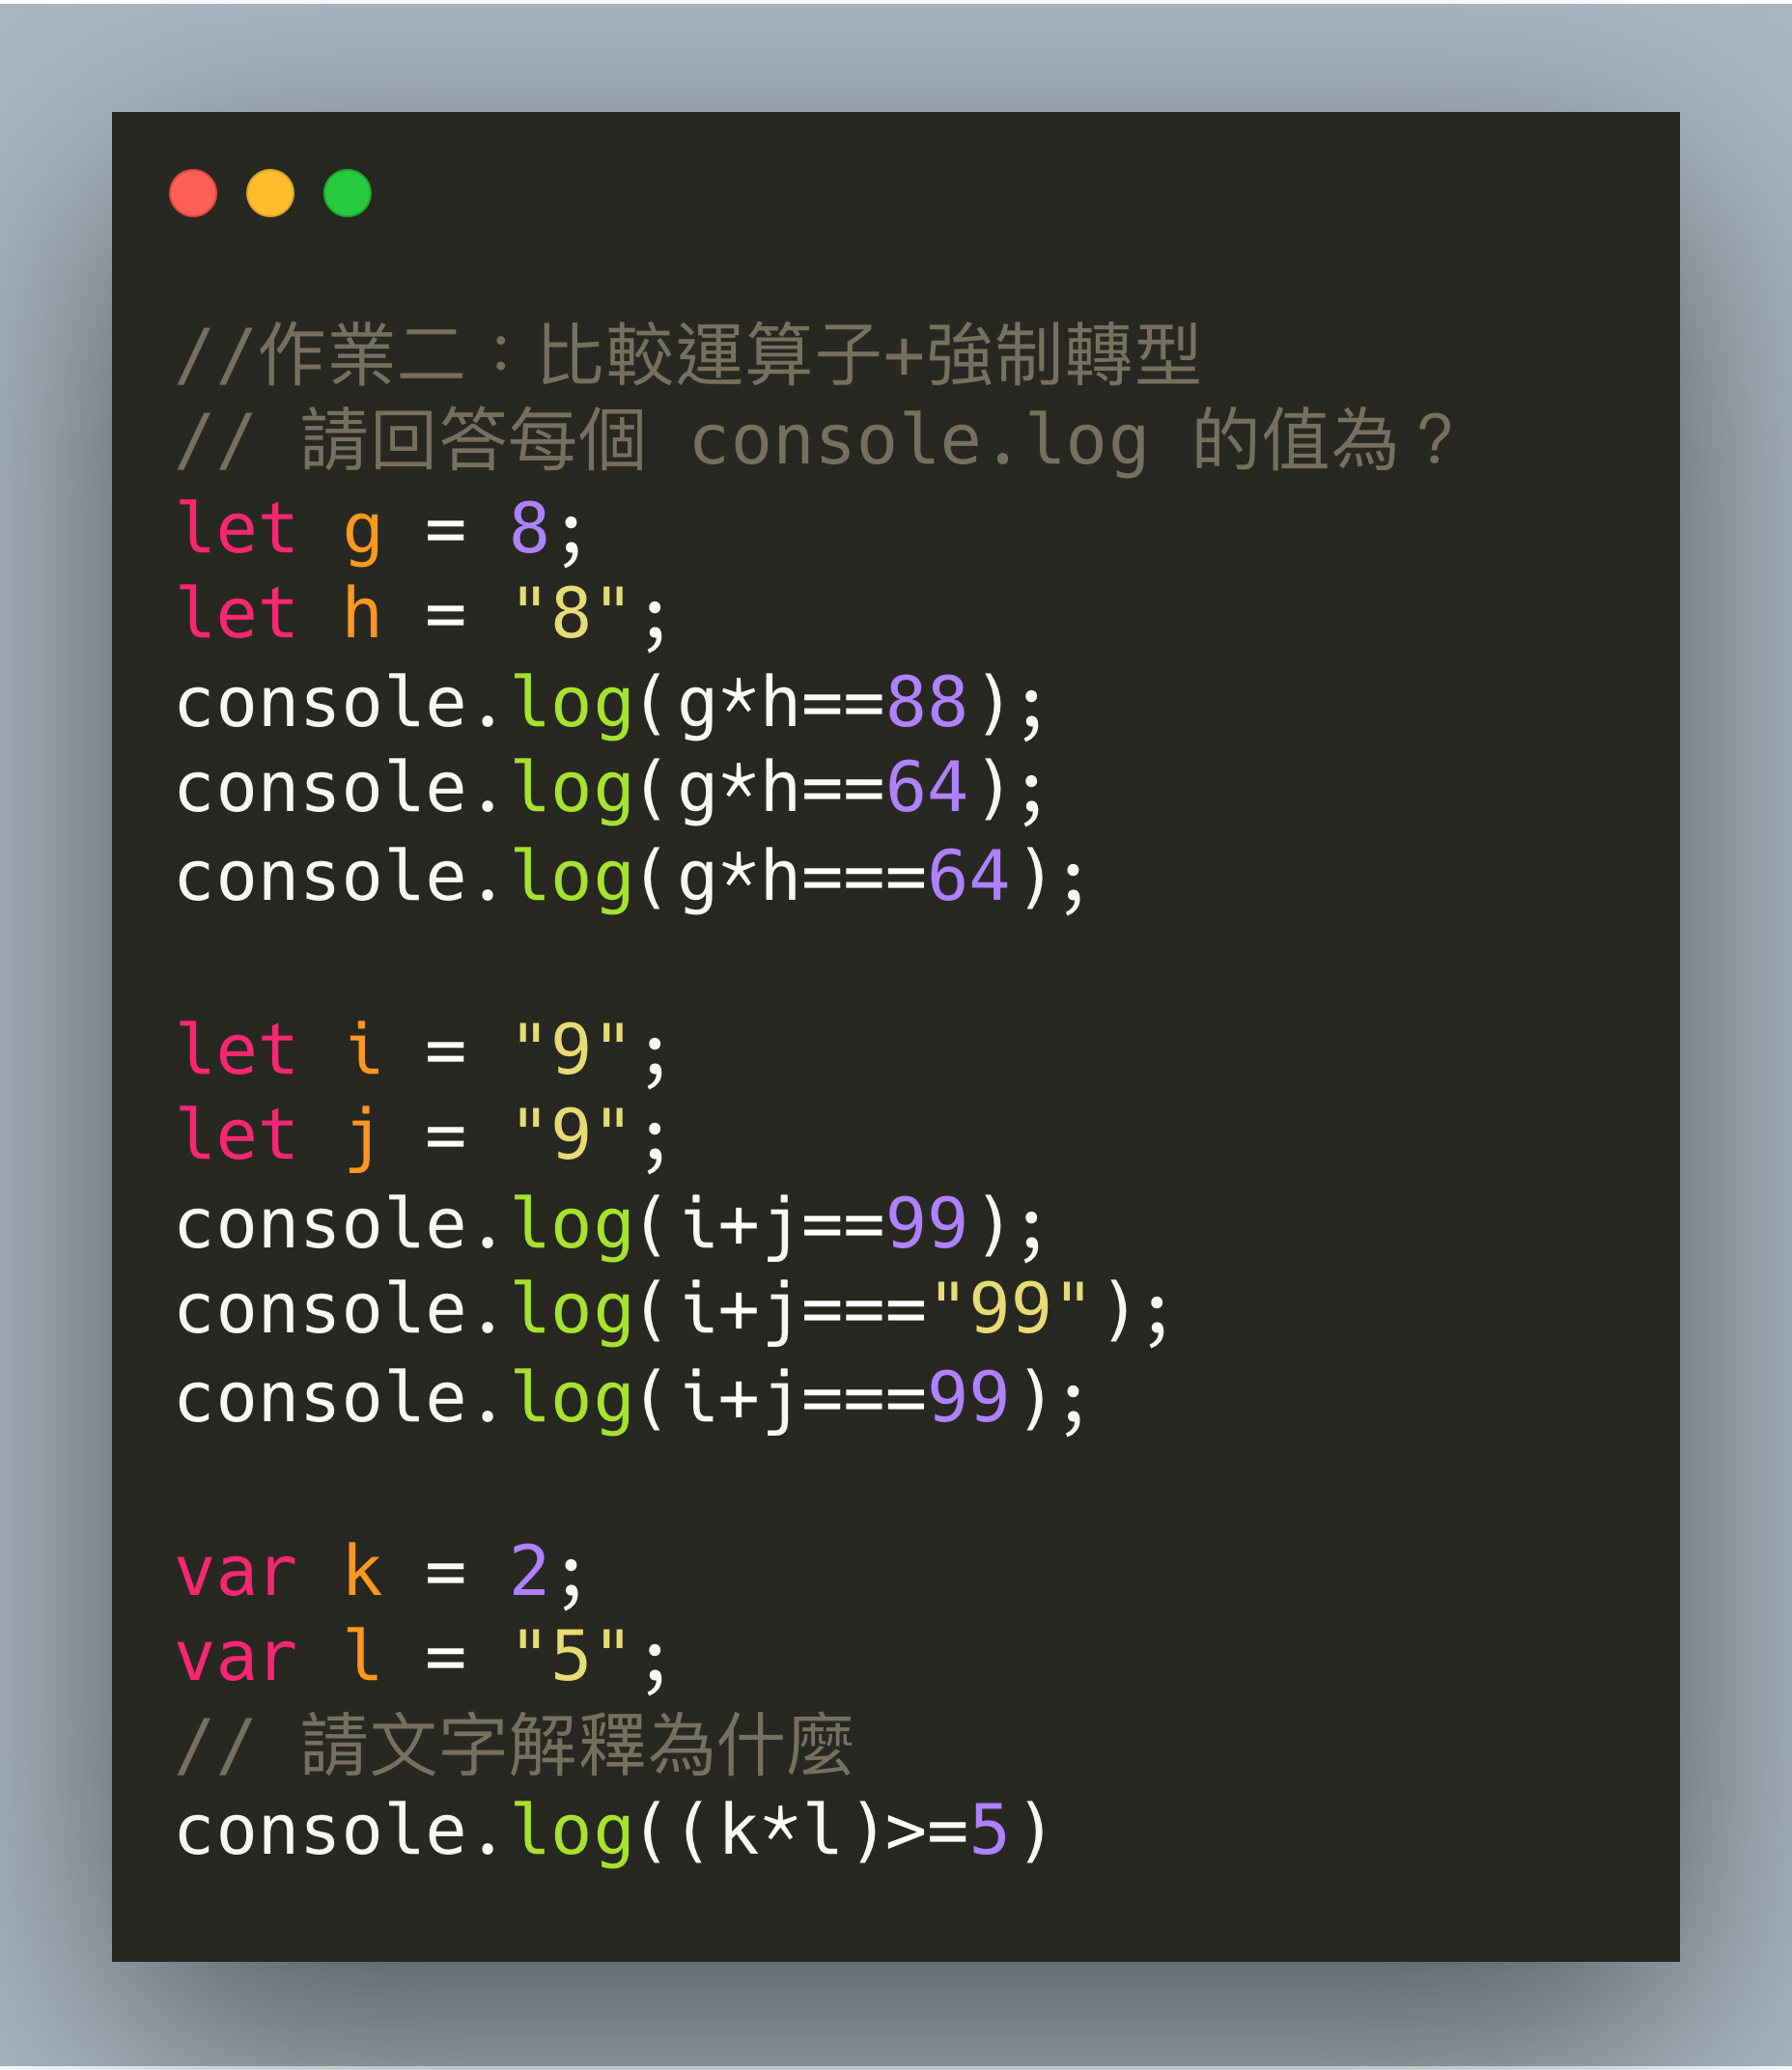 //作業二：比較運算子+強制轉型
// 請回答每個 console.log 的值為？
let g = 8;
let h = "8";
console.log(g*h==88);
console.log(g*h==64);
console.log(g*h===64);
let i = "9";
let j = "9";
console.log(i+j==99);
console.log(i+j==="99");
console.log(i+j===99);
var k = 2;
var l = "5";
// 請文字解釋為什麼
console.log((k*l)>=5)